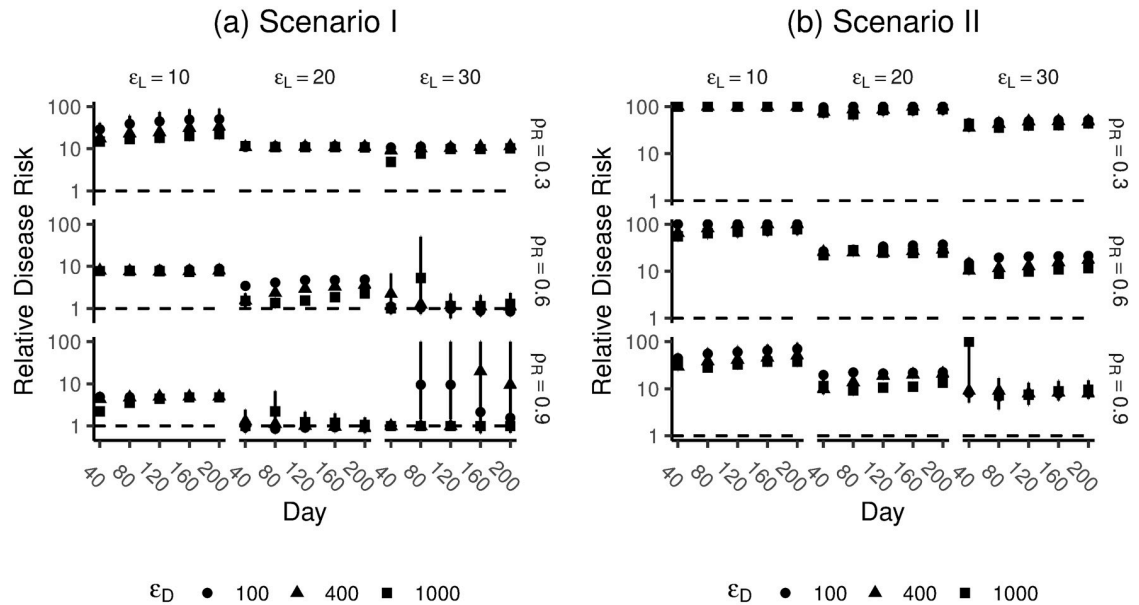 (a) Scenario I
(b) Scenario II
εL = 10 εL = 20 εL = 30
εL = 10 εL = 20 εL = 30
Relative Disease Risk
100
10
1
ρR = 0.3
100
10
1
ρR = 0.6
100
10
1
ρR = 0.9
40 80 120 160 200 40 80 120 160 200 40 80 120 160 200
Day
Relative Disease Risk
100
10
1
ρR = 0.3
100
10
1
ρR = 0.6
100
10
1
ρR = 0.9
40 80 120 160 200 40 80 120 160 200 40 80 120 160 200
Day
εD 100 400 1000
εD 100 400 1000